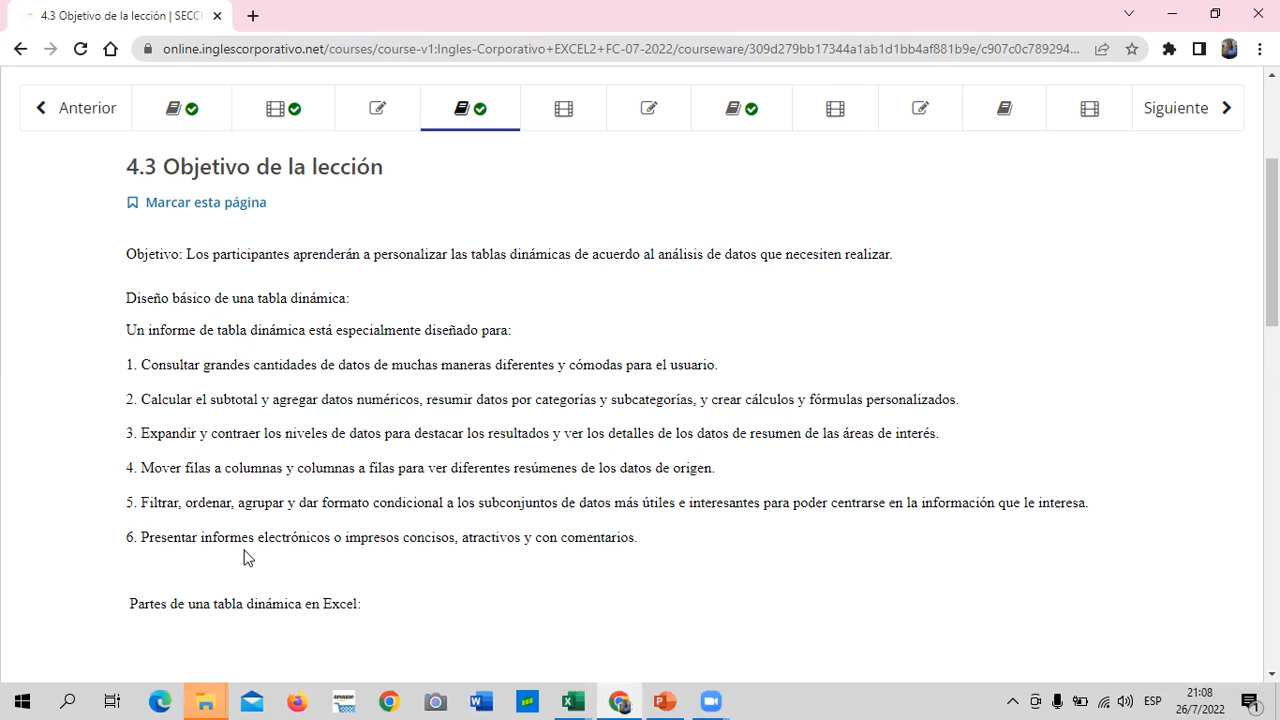 4.3 Objetivo de la lección | SECCI
online.inglescorporativo.net/courses/course-v1:Ingles-Corporativo+EXCEL2+FC-07-2022/courseware/309d279bb17344a1ab1d1bb4af881b9e/c907c0c789294...
Anterior
Siguiente
4.3 Objetivo de la lección
Marcar esta página
Objetivo: Los participantes aprenderán a personalizar las tablas dinámicas de acuerdo al análisis de datos que necesiten realizar.
Diseño básico de una tabla dinámica:
Un informe de tabla dinámica está especialmente diseñado para:
1. Consultar grandes cantidades de datos de muchas maneras diferentes y cómodas para el usuario.
2. Calcular el subtotal y agregar datos numéricos, resumir datos por categorías y subcategorías, y crear cálculos y fórmulas personalizados.
3. Expandir y contraer los niveles de datos para destacar los resultados y ver los detalles de los datos de resumen de las áreas de interés.
4. Mover filas a columnas y columnas a filas para ver diferentes resúmenes de los datos de origen.
5. Filtrar, ordenar, agrupar y dar formato condicional a los subconjuntos de datos más útiles e interesantes para poder centrarse en la información que le interesa.
6. Presentar informes electrónicos o impresos concisos, atractivos y con comentarios.
Partes de una tabla dinámica en Excel:
amazon
ESP
21:08
26/7/2022
1